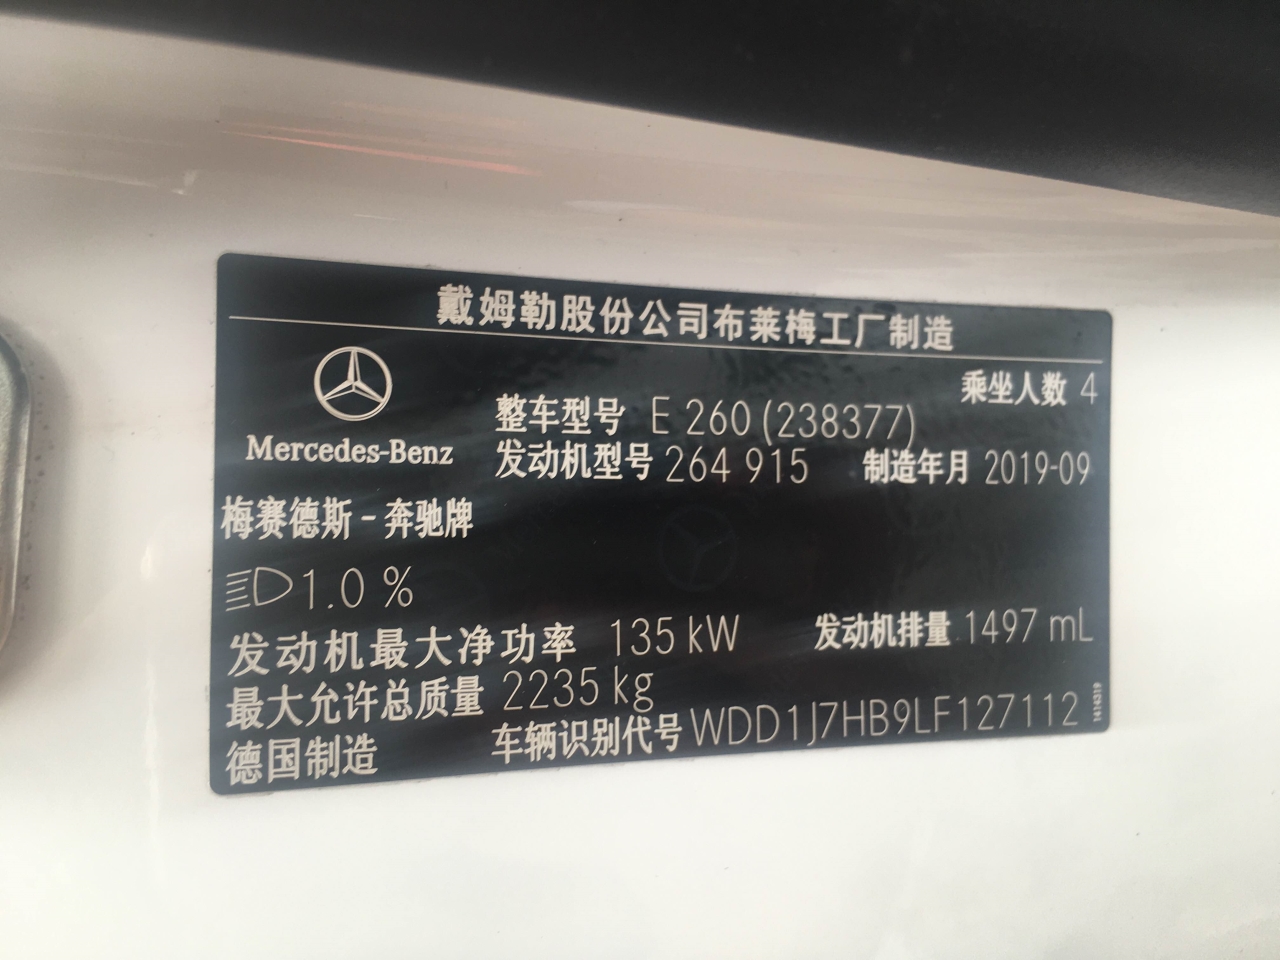 戴姆勒股份公司布莱梅工厂制造
乘坐人数 4
Mercedes-Benz
整车型号 E 260 (238377)
发动机型号 264 915
制造年月 2019-09
梅赛德斯-奔驰牌
1.0 %
发动机最大净功率 135 kW
发动机排量 1497 mL
最大允许总质量 2235 kg
德国制造
车辆识别代号 WDD1J7HB9LF127112
1414319